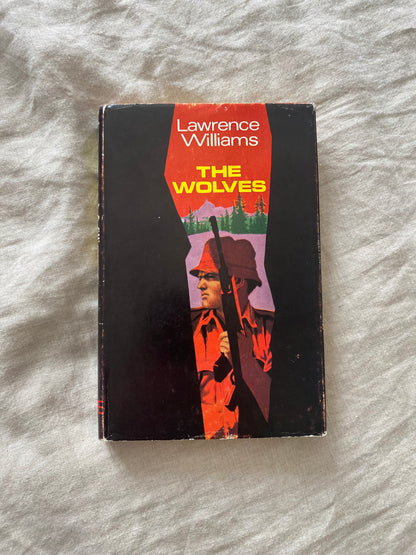 Lawrence
Williams
THE
WOLVES